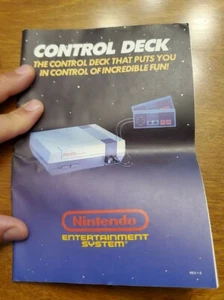 CONTROL DECK
THE CONTROL DECK THAT PUTS YOU
IN CONTROL OF INCREDIBLE FUN!
Nintendo
ENTERTAINMENT
SYSTEM